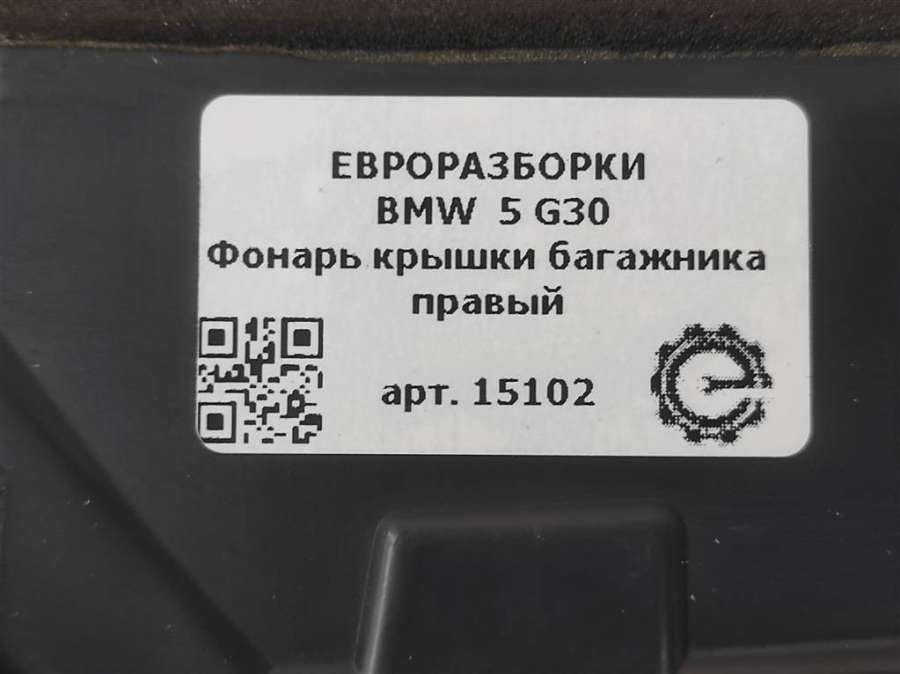 ЕВРОРАЗБОРКИ
BMW 5 G30
Фонарь крышки багажника
правый
арт. 15102